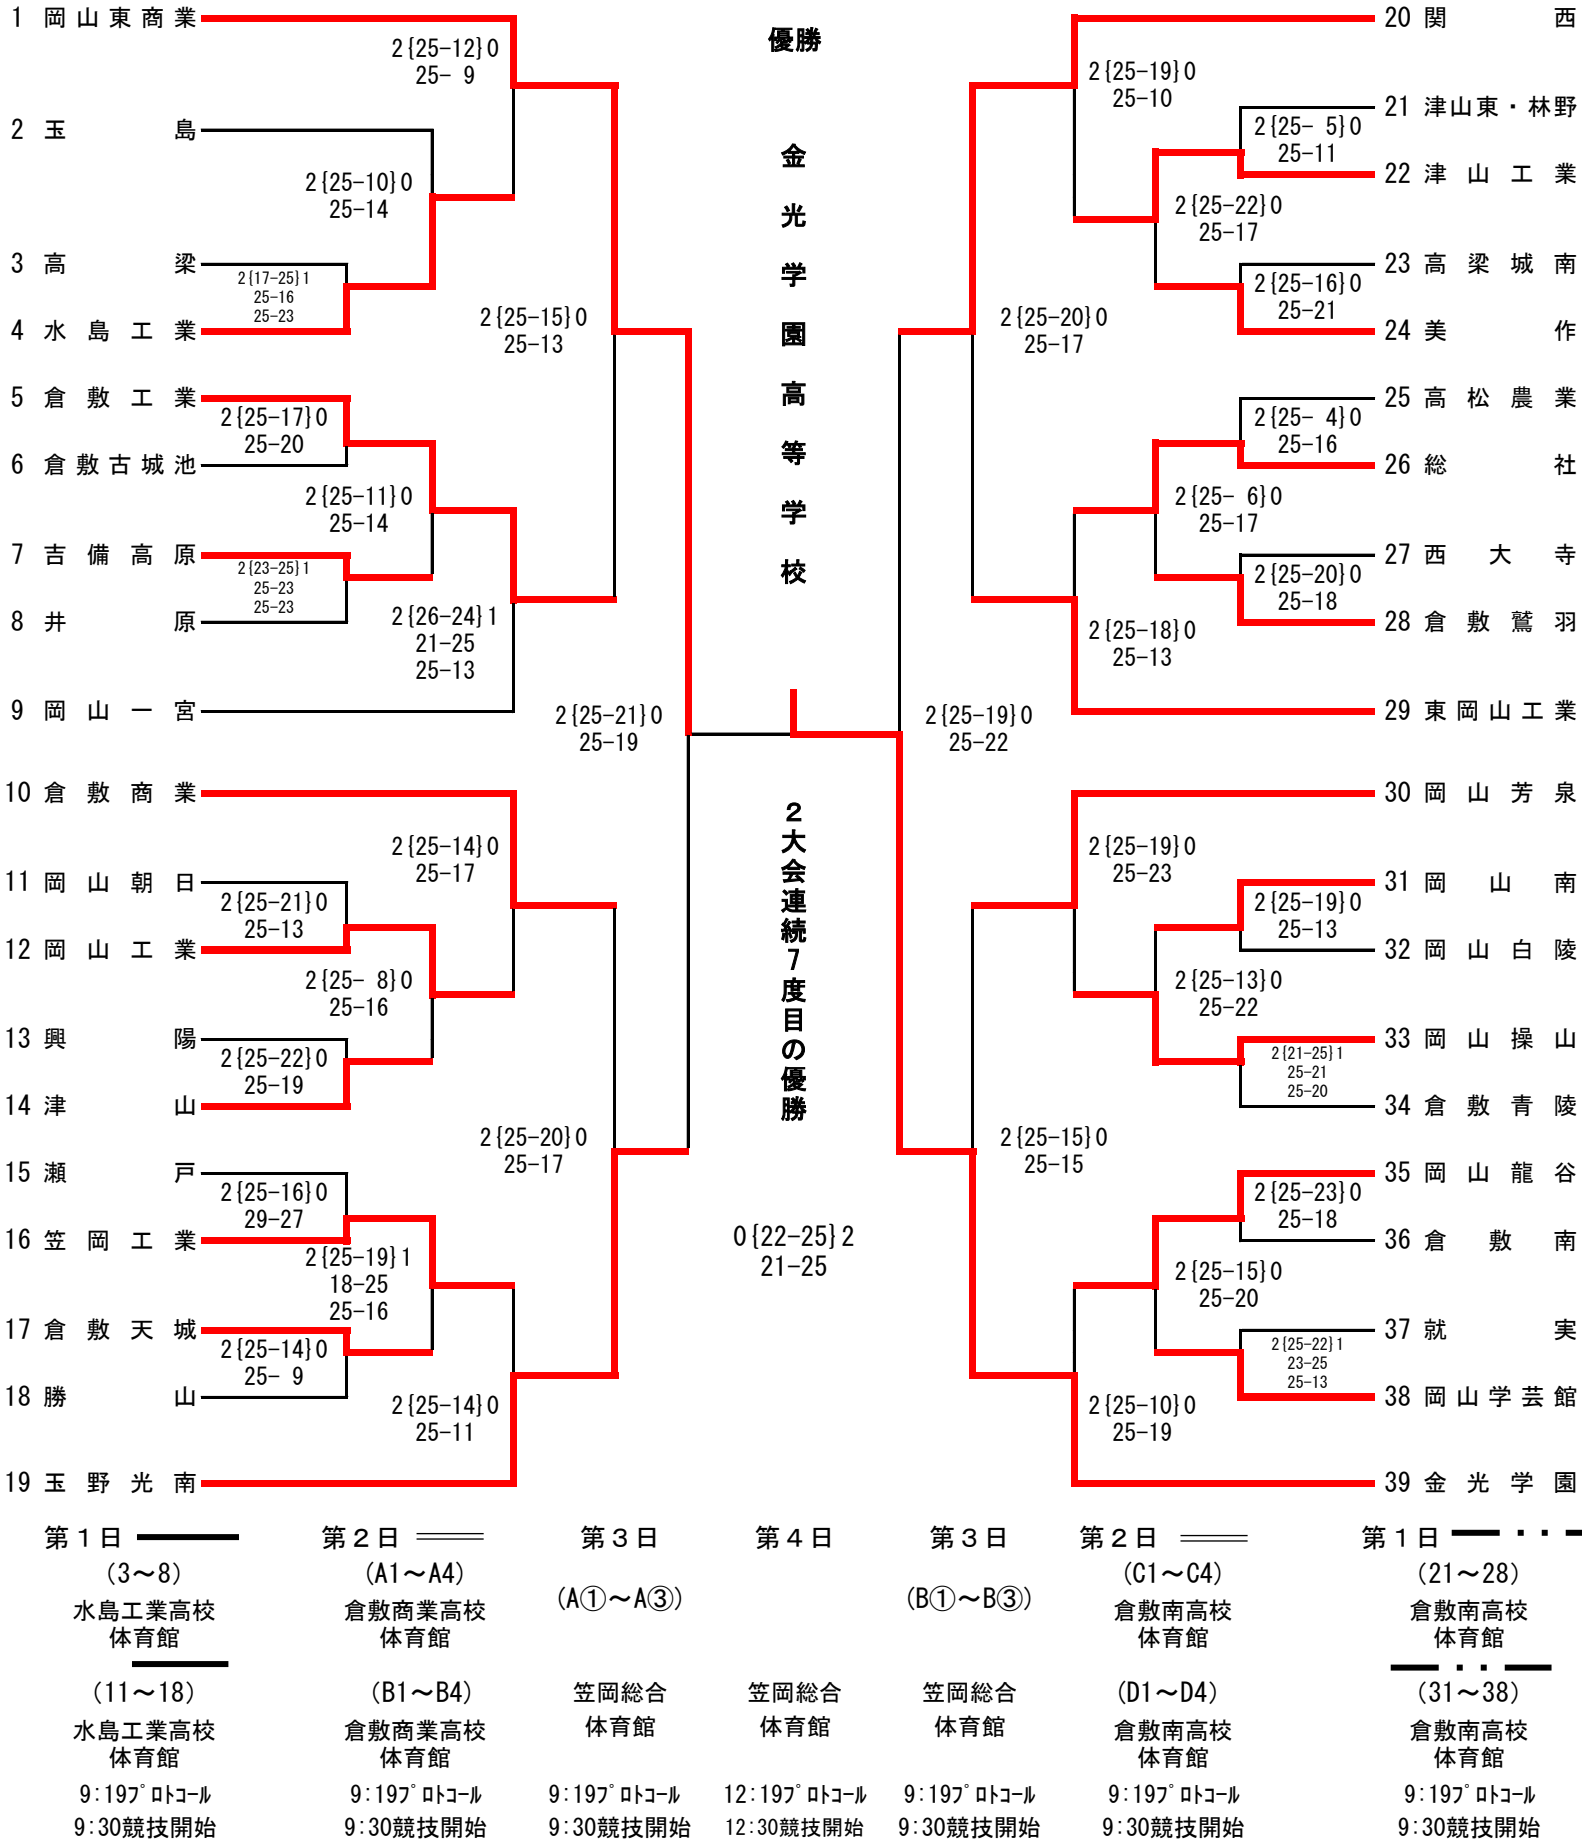 1 岡山東商業
2{25-12}0
25- 9
2 玉島
2{25-10}0
25-14
3 高梁
2{17-25}1
25-16
25-23
4 水島工業
2{25-15}0
25-13
5 倉敷工業
2{25-17}0
25-20
6 倉敷古城池
2{25-11}0
25-14
7 吉備高原
2{23-25}1
25-23
25-23
8 井原
2{26-24}1
21-25
25-13
9 岡山一宮
2{25-21}0
25-19
10 倉敷商業
2{25-14}0
25-17
11 岡山朝日
2{25-21}0
25-13
12 岡山工業
2{25- 8}0
25-16
13 興陽
2{25-22}0
25-19
14 津山
2{25-20}0
25-17
15 瀬戸
2{25-16}0
29-27
16 笠岡工業
2{25-19}1
18-25
25-16
17 倉敷天城
2{25-14}0
25- 9
18 勝山
2{25-14}0
25-11
19 玉野光南
優勝
金光学園高等学校
2大会連続7度目の優勝
0{22-25}2
21-25
20 関西
2{25-19}0
25-10
21 津山東・林野
2{25- 5}0
25-11
22 津山工業
2{25-22}0
25-17
23 高梁城南
2{25-16}0
25-21
24 美作
2{25-20}0
25-17
25 高松農業
2{25- 4}0
25-16
26 総社
2{25- 6}0
25-17
27 西大寺
2{25-20}0
25-18
28 倉敷鷲羽
2{25-18}0
25-13
29 東岡山工業
2{25-19}0
25-22
30 岡山芳泉
2{25-19}0
25-23
31 岡山南
2{25-19}0
25-13
32 岡山白陵
2{25-13}0
25-22
33 岡山操山
2{21-25}1
25-21
25-20
34 倉敷青陵
2{25-15}0
25-15
35 岡山龍谷
2{25-23}0
25-18
36 倉敷南
2{25-15}0
25-20
37 就実
2{25-22}1
23-25
25-13
38 岡山学芸館
2{25-10}0
25-19
39 金光学園
第1日
(3～8)
水島工業高校
体育館
(11～18)
水島工業高校
体育館
9:19ﾌﾟﾛﾄｺｰﾙ
9:30競技開始
第2日
(A1～A4)
倉敷商業高校
体育館
(B1～B4)
倉敷商業高校
体育館
9:19ﾌﾟﾛﾄｺｰﾙ
9:30競技開始
第3日
(A①～A③)
笠岡総合
体育館
9:19ﾌﾟﾛﾄｺｰﾙ
9:30競技開始
第4日
笠岡総合
体育館
12:19ﾌﾟﾛﾄｺｰﾙ
12:30競技開始
第3日
(B①～B③)
笠岡総合
体育館
9:19ﾌﾟﾛﾄｺｰﾙ
9:30競技開始
第2日
(C1～C4)
倉敷南高校
体育館
(D1～D4)
倉敷南高校
体育館
9:19ﾌﾟﾛﾄｺｰﾙ
9:30競技開始
第1日
(21～28)
倉敷南高校
体育館
(31～38)
倉敷南高校
体育館
9:19ﾌﾟﾛﾄｺｰﾙ
9:30競技開始